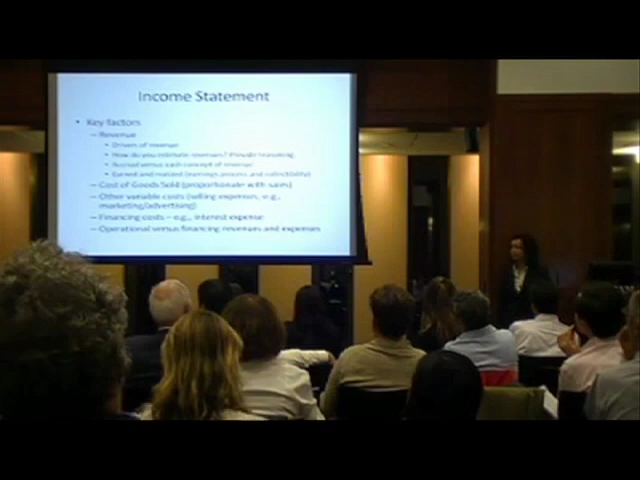 Income Statement
• Key factors
– Revenue
• Drivers of revenue
• How do you estimate revenues? Provide reasoning
• Accrual versus cash concept of revenue
• Earned and realized (earnings process and collectibility)
– Cost of Goods Sold (proportionate with sales)
– Other variable costs (selling expenses, e.g.,
marketing/advertising)
– Financing costs – e.g., interest expense
– Operational versus financing revenues and expenses